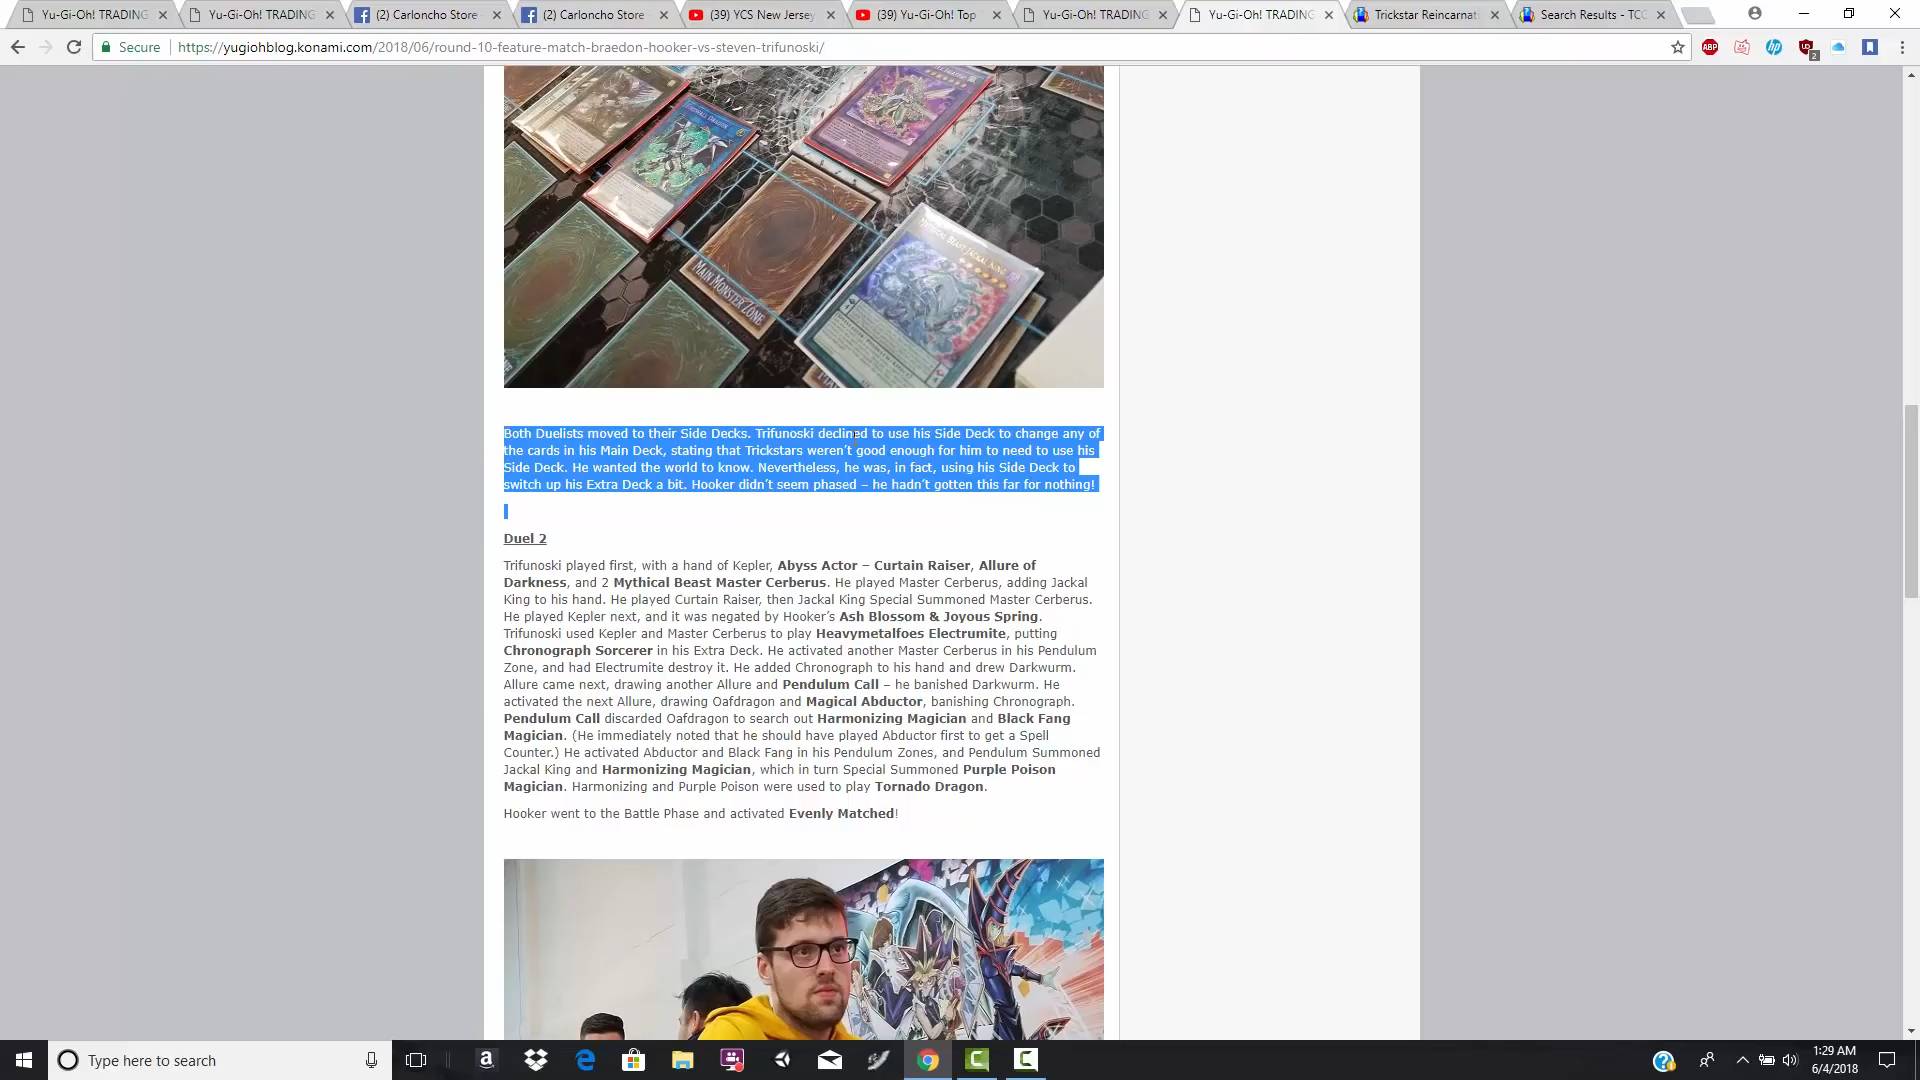 Yu-Gi-Oh! TRADING
Yu-Gi-Oh! TRADING
(2) Carloncho Store -
(2) Carloncho Store -
(39) YCS New Jersey
(39) Yu-Gi-Oh! Top
Yu-Gi-Oh! TRADING
Yu-Gi-Oh! TRADING
Trickstar Reincarnati
Search Results - TCC
Secure
https://yugiohblog.konami.com/2018/06/round-10-feature-match-braedon-hooker-vs-steven-trifunoski/
ABP
hp
2
FIREWALL DRAGON
MAIN MONSTER ZONE
MYTHICAL BEAST JACKAL KING
Both Duelists moved to their Side Decks. Trifunoski declined to use his Side Deck to change any of
the cards in his Main Deck, stating that Trickstars weren't good enough for him to need to use his
Side Deck. He wanted the world to know. Nevertheless, he was, in fact, using his Side Deck to
switch up his Extra Deck a bit. Hooker didn't seem phased – he hadn't gotten this far for nothing!
Duel 2
Trifunoski played first, with a hand of Kepler, Abyss Actor – Curtain Raiser, Allure of
Darkness, and 2 Mythical Beast Master Cerberus. He played Master Cerberus, adding Jackal
King to his hand. He played Curtain Raiser, then Jackal King Special Summoned Master Cerberus.
He played Kepler next, and it was negated by Hooker's Ash Blossom & Joyous Spring.
Trifunoski used Kepler and Master Cerberus to play Heavymetalfoes Electrumite, putting
Chronograph Sorcerer in his Extra Deck. He activated another Master Cerberus in his Pendulum
Zone, and had Electrumite destroy it. He added Chronograph to his hand and drew Darkwurm.
Allure came next, drawing another Allure and Pendulum Call – he banished Darkwurm. He
activated the next Allure, drawing Oafdragon and Magical Abductor, banishing Chronograph.
Pendulum Call discarded Oafdragon to search out Harmonizing Magician and Black Fang
Magician. (He immediately noted that he should have played Abductor first to get a Spell
Counter.) He activated Abductor and Black Fang in his Pendulum Zones, and Pendulum Summoned
Jackal King and Harmonizing Magician, which in turn Special Summoned Purple Poison
Magician. Harmonizing and Purple Poison were used to play Tornado Dragon.
Hooker went to the Battle Phase and activated Evenly Matched!
Type here to search
1:29 AM
6/4/2018